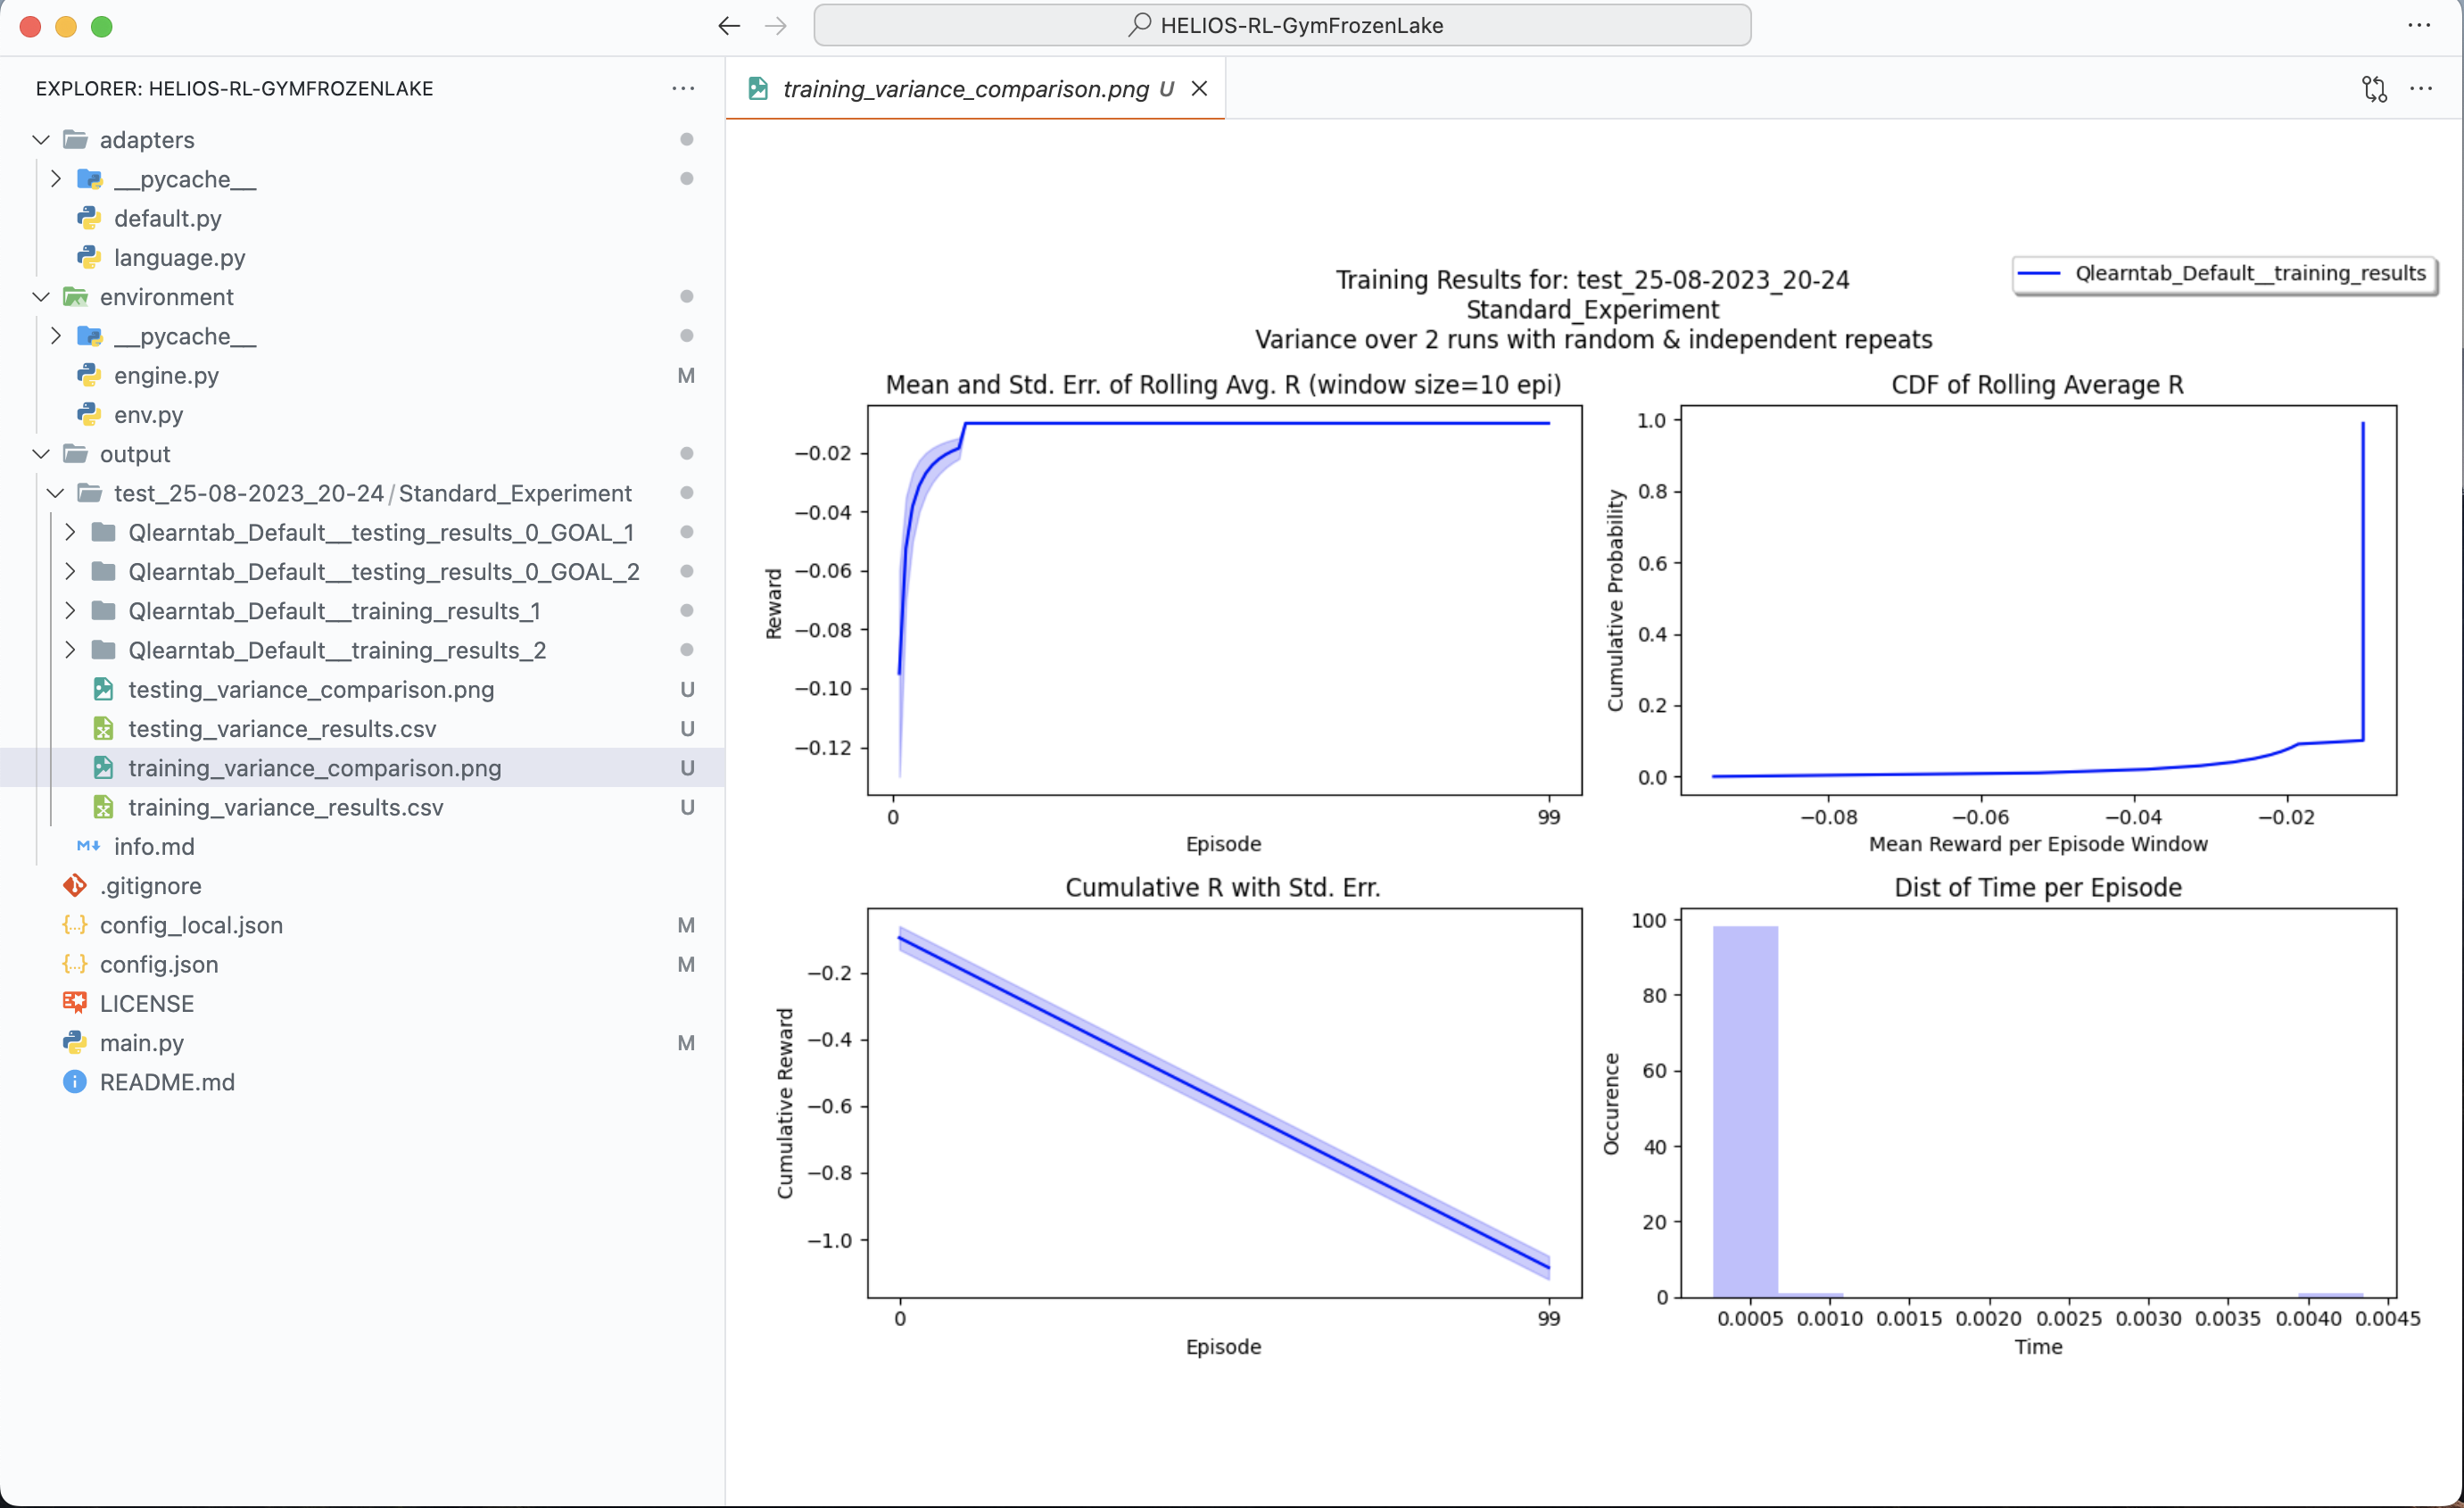 HELIOS-RL-GymFrozenLake
EXPLORER: HELIOS-RL-GYMFROZENLAKE
adapters
__pycache__
default.py
language.py
environment
__pycache__
engine.py M
env.py
output
test_25-08-2023_20-24/Standard_Experiment
Qlearntab_Default__testing_results_0_GOAL_1
Qlearntab_Default__testing_results_0_GOAL_2
Qlearntab_Default__training_results_1
Qlearntab_Default__training_results_2
testing_variance_comparison.png U
testing_variance_results.csv U
training_variance_comparison.png U
training_variance_results.csv U
M info.md
.gitignore
{..} config_local.json M
{..} config.json M
LICENSE
main.py M
i README.md
training_variance_comparison.png U
Training Results for: test_25-08-2023_20-24
Standard_Experiment
Variance over 2 runs with random & independent repeats
Qlearntab_Default__training_results
Mean and Std. Err. of Rolling Avg. R (window size=10 epi)
Reward
−0.02
−0.04
−0.06
−0.08
−0.10
−0.12
0 99
Episode
CDF of Rolling Average R
Cumulative Probability
1.0
0.8
0.6
0.4
0.2
0.0
−0.08 −0.06 −0.04 −0.02
Mean Reward per Episode Window
Cumulative R with Std. Err.
Cumulative Reward
−0.2
−0.4
−0.6
−0.8
−1.0
0 99
Episode
Dist of Time per Episode
Occurence
100
80
60
40
20
0
0.0005 0.0010 0.0015 0.0020 0.0025 0.0030 0.0035 0.0040 0.0045
Time